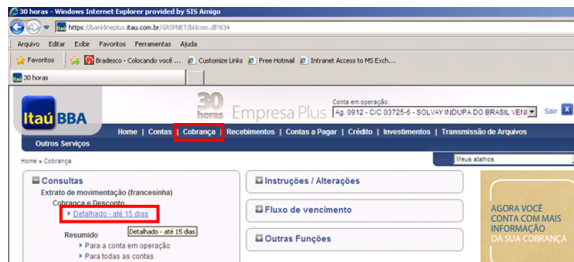 30 horas - Windows Internet Explorer provided by SIS Amigo
https://banklineplus.itau.com.br/GRIPNET/bklcom.dll?834
Arquivo Editar Exibir Favoritos Ferramentas Ajuda
Favoritos Bradesco - Colocando você ... Customize Links Free Hotmail Intranet Access to MS Exch...
30 horas
Itaú BBA
30 horas
Empresa Plus
Conta em operação:
Ag. 0912 - C/C 03725-6 - SOLVAY INDUPA DO BRASIL VENI
Sair X
Home | Contas | Cobrança | Recebimentos | Contas a Pagar | Crédito | Investimentos | Transmissão de Arquivos
Outros Serviços
Home » Cobrança
Meus atalhos
Consultas
Extrato de movimentação (francesinha)
Cobrança e Desconto
Detalhado - até 15 dias
Detalhado - até 15 dias
Resumido
Para a conta em operação
Para todas as contas
Instruções / Alterações
Fluxo de vencimento
Outras Funções
AGORA VOCÊ
CONTA COM MAIS
INFORMAÇÃO
DA SUA COBRANÇA